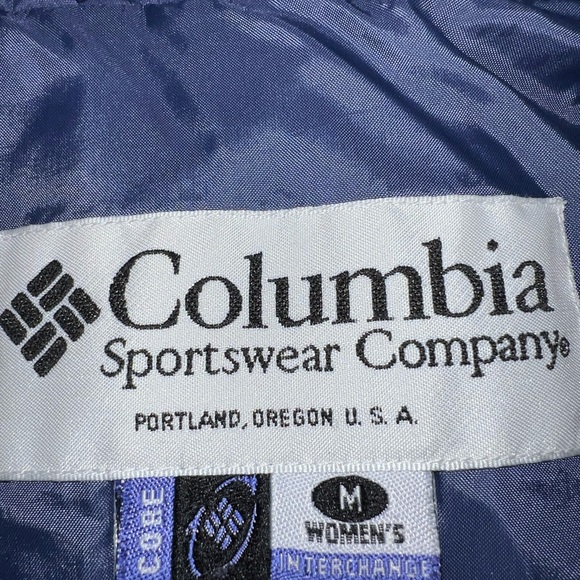 Columbia
Sportswear Company®
PORTLAND, OREGON U. S. A.
CORE
M
WOMEN'S
INTERCHANGE